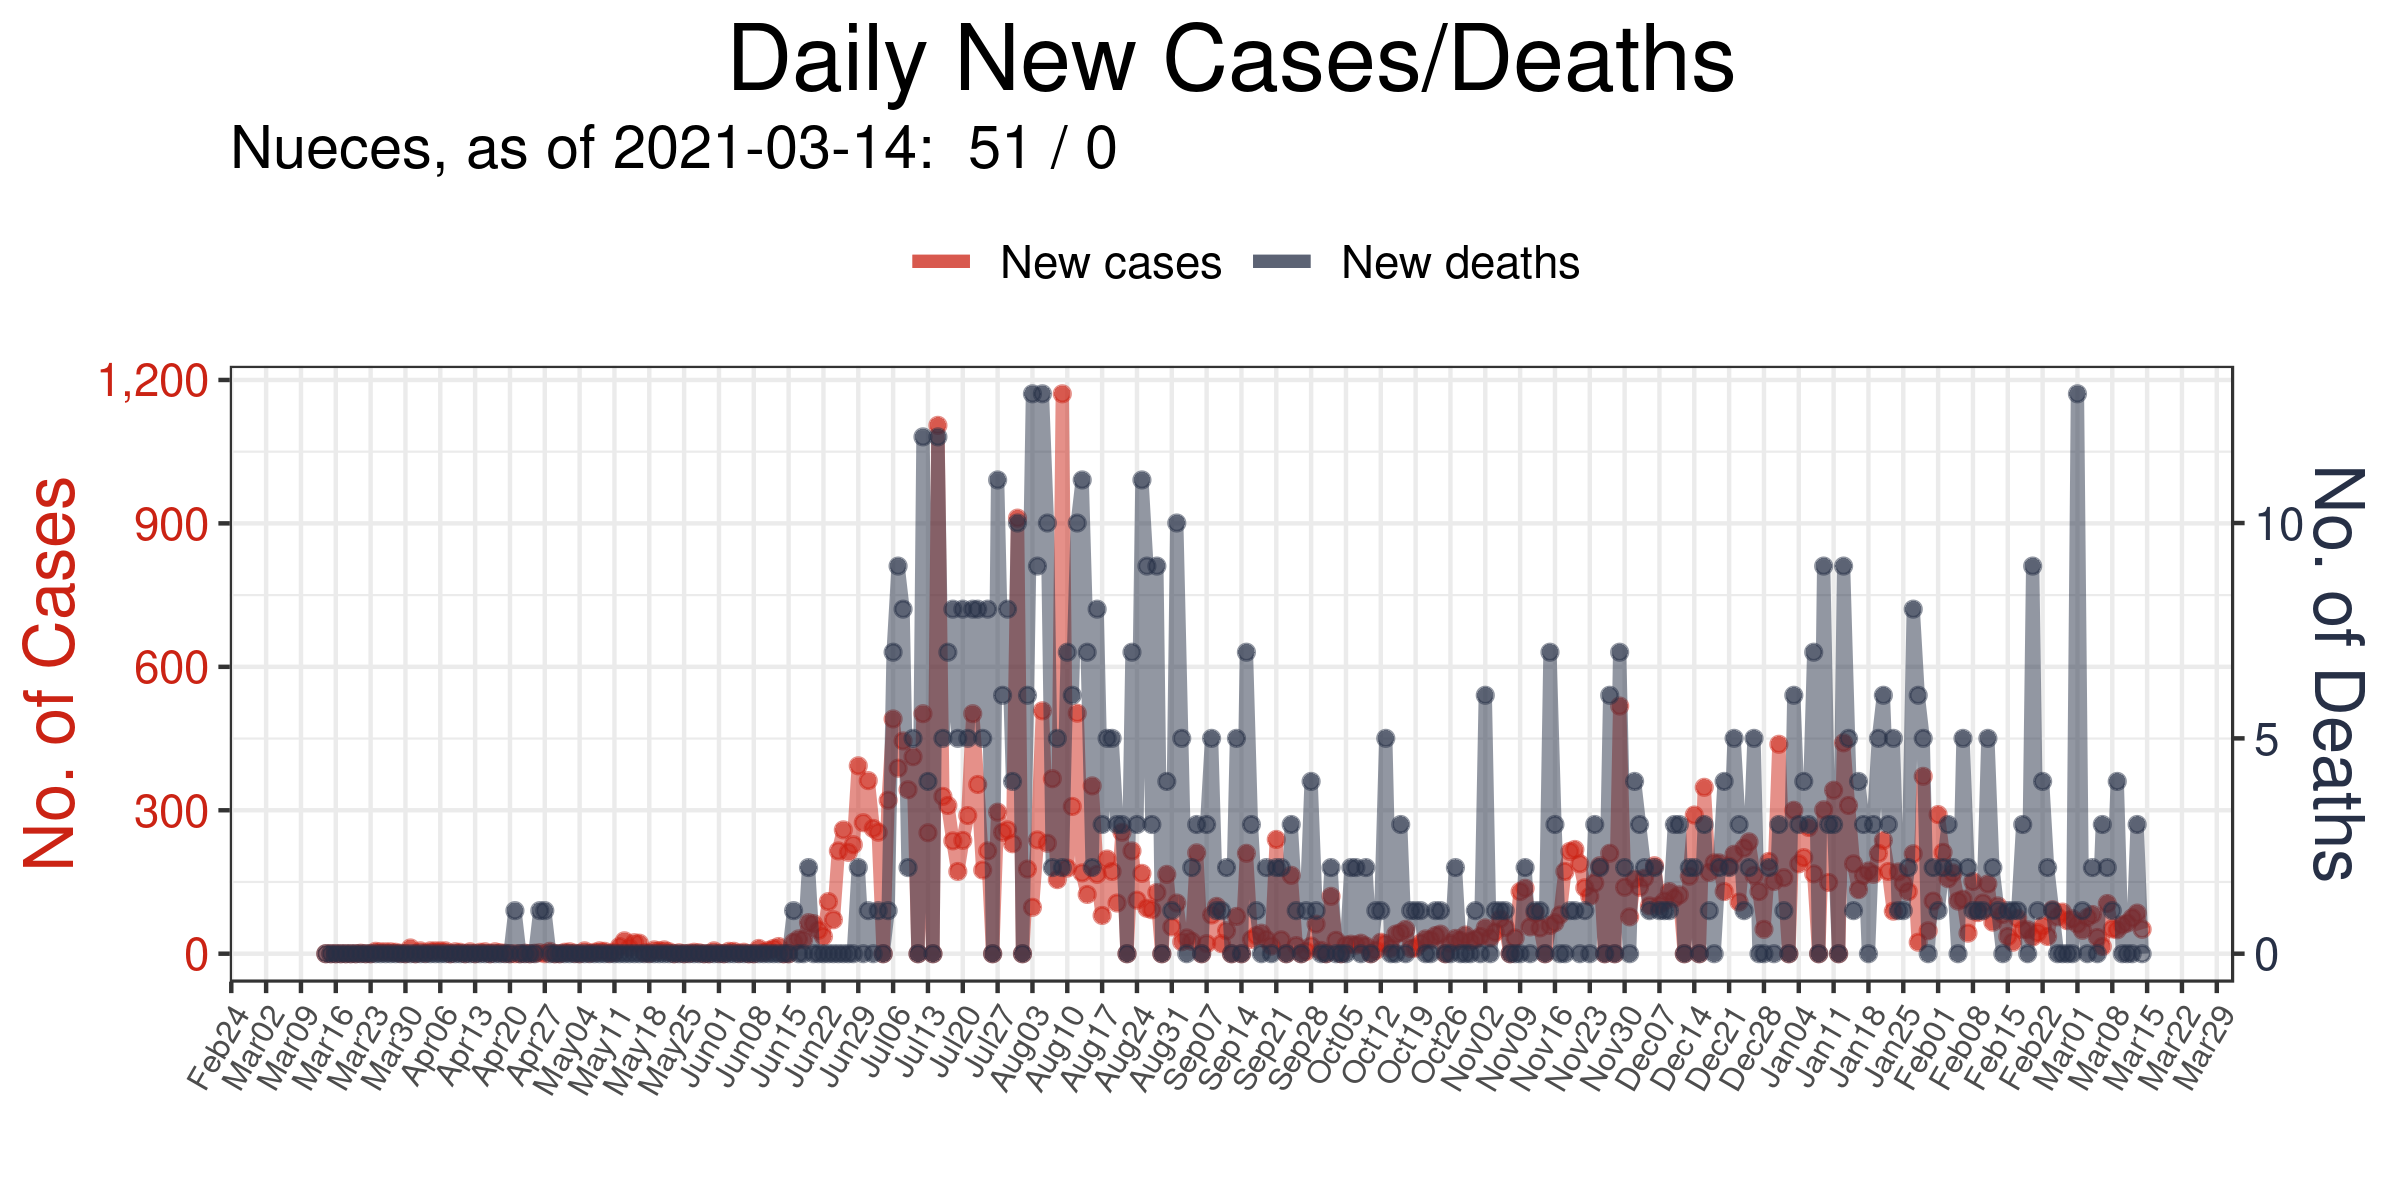 Daily New Cases/Deaths
Nueces, as of 2021-03-14:  51 / 0
New cases
New deaths
No. of Cases
1,200
900
600
300
0
10
5
0
No. of Deaths
Feb24
Mar02
Mar09
Mar16
Mar23
Mar30
Apr06
Apr13
Apr20
Apr27
May04
May11
May18
May25
Jun01
Jun08
Jun15
Jun22
Jun29
Jul06
Jul13
Jul20
Jul27
Aug03
Aug10
Aug17
Aug24
Aug31
Sep07
Sep14
Sep21
Sep28
Oct05
Oct12
Oct19
Oct26
Nov02
Nov09
Nov16
Nov23
Nov30
Dec07
Dec14
Dec21
Dec28
Jan04
Jan11
Jan18
Jan25
Feb01
Feb08
Feb15
Feb22
Mar01
Mar08
Mar15
Mar22
Mar29